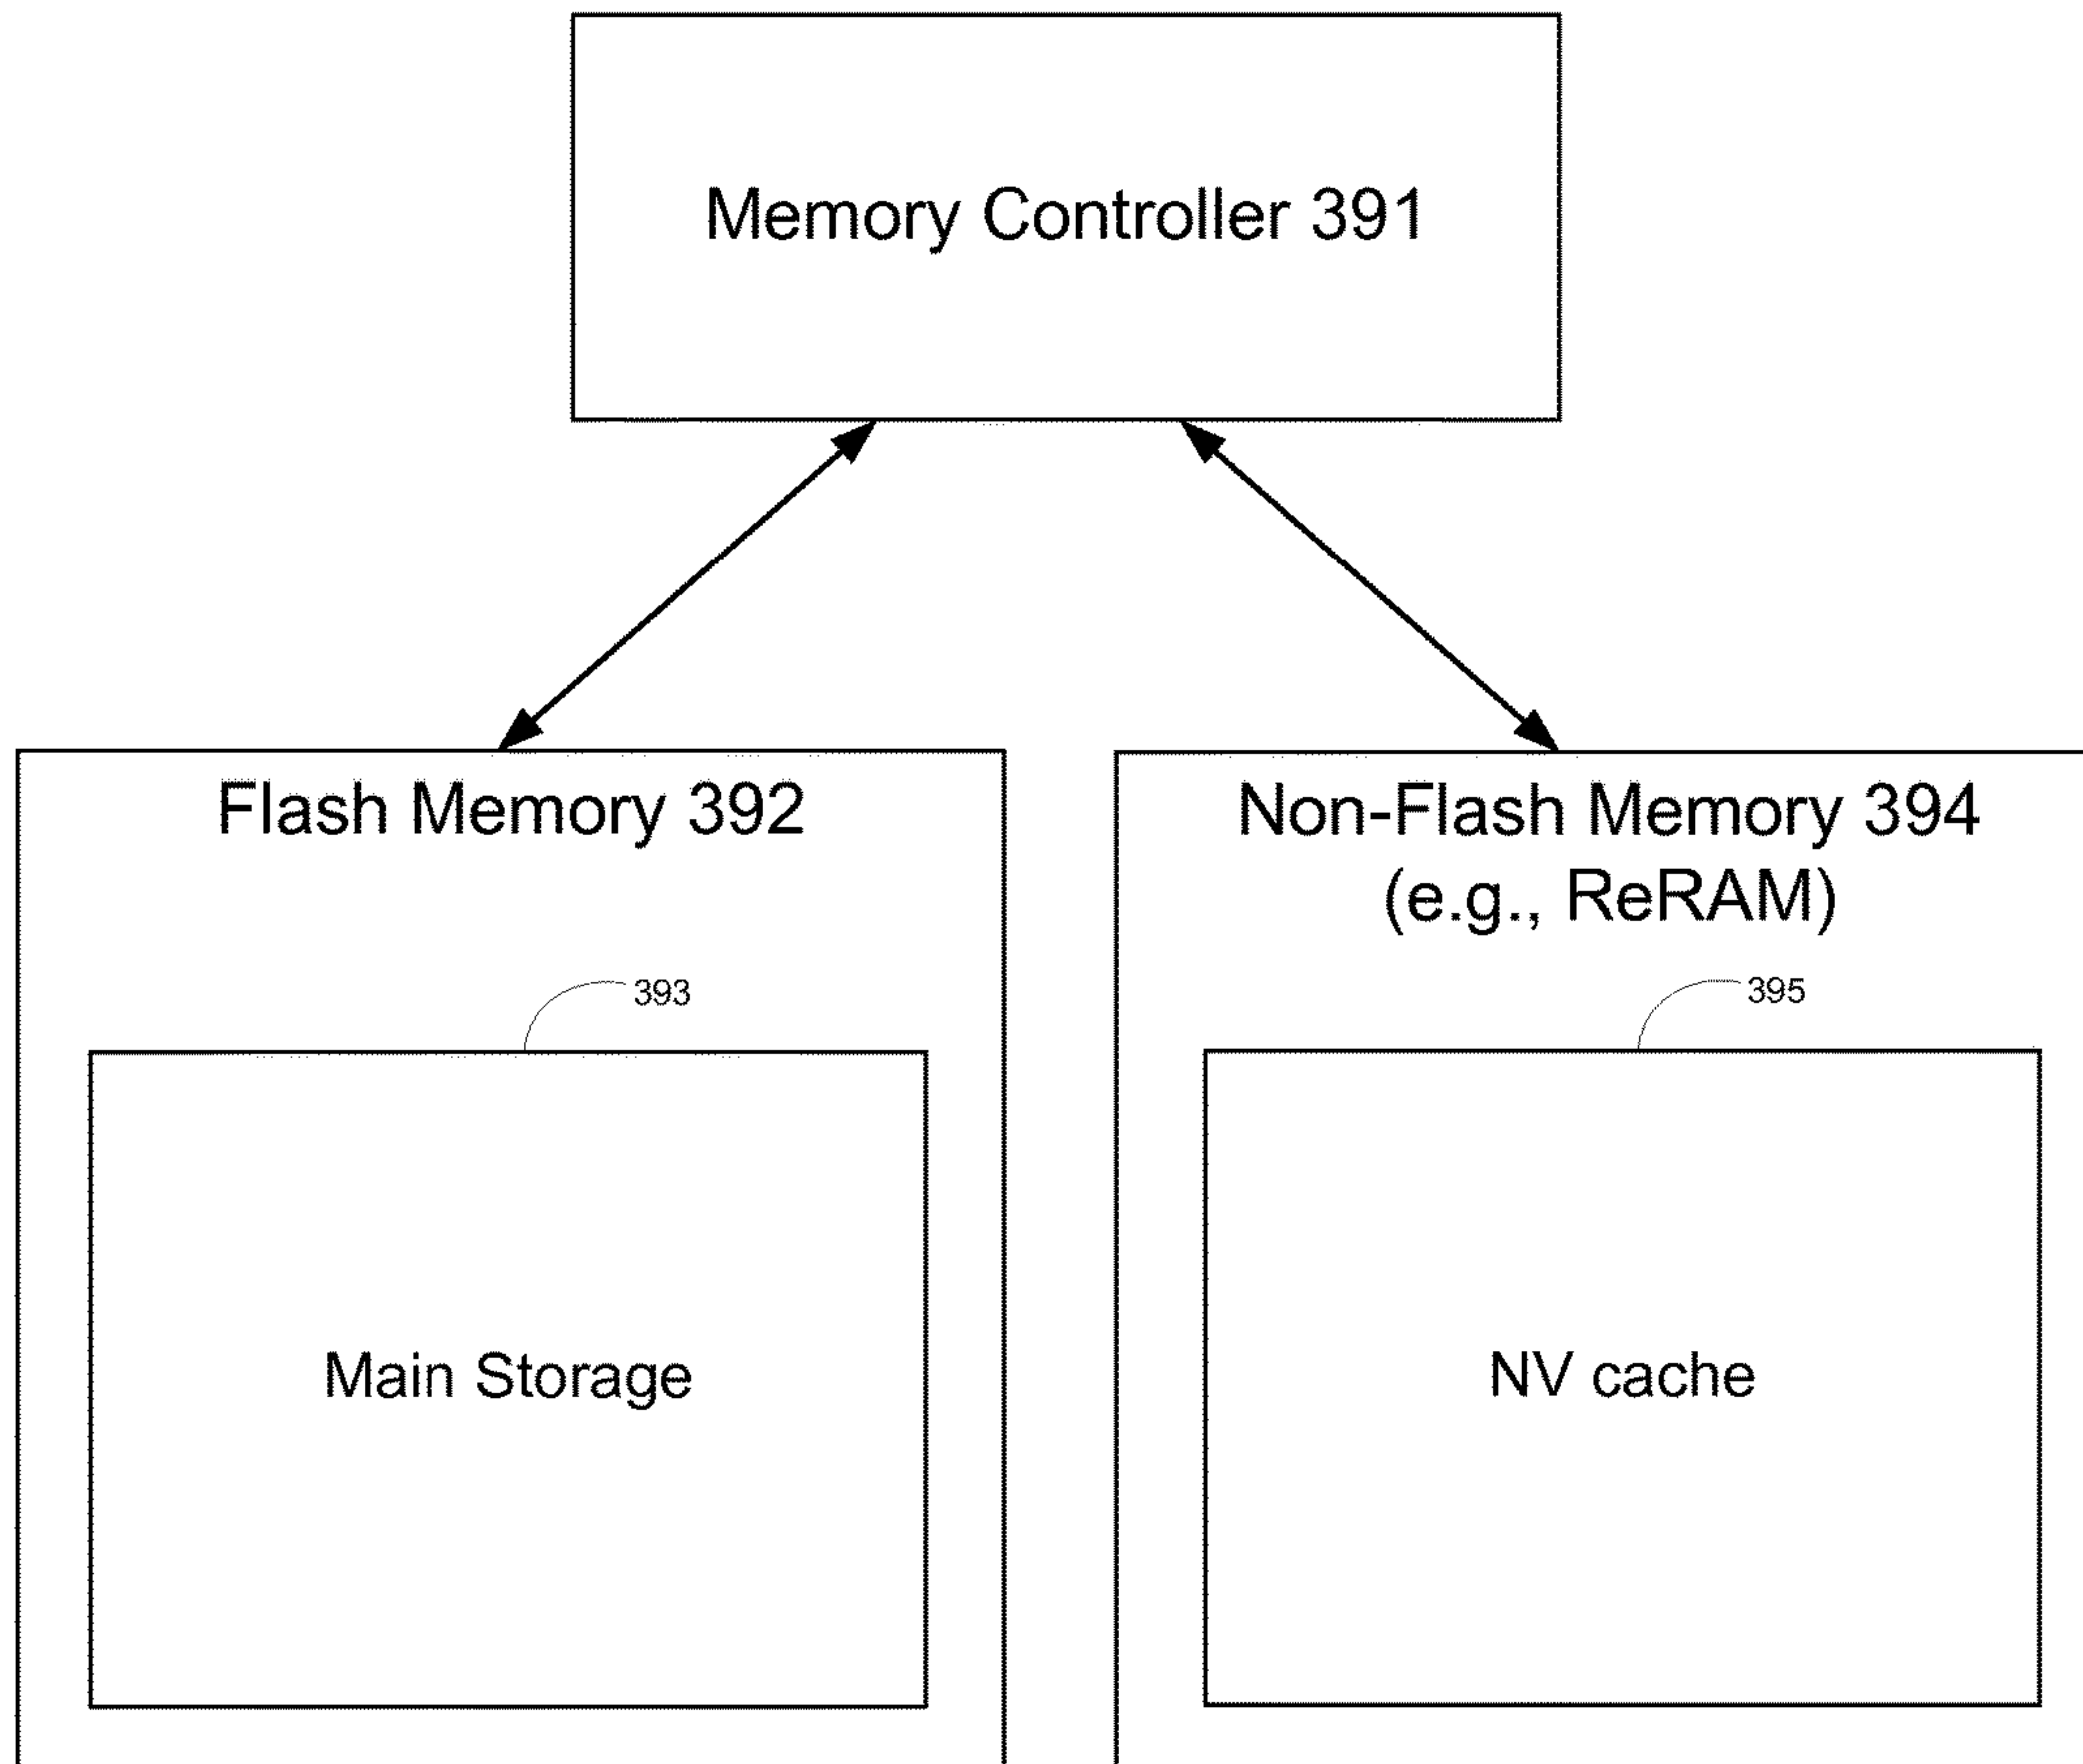 Memory Controller 391
Flash Memory 392
Non-Flash Memory 394
(e.g., ReRAM)
393
395
Main Storage
NV cache